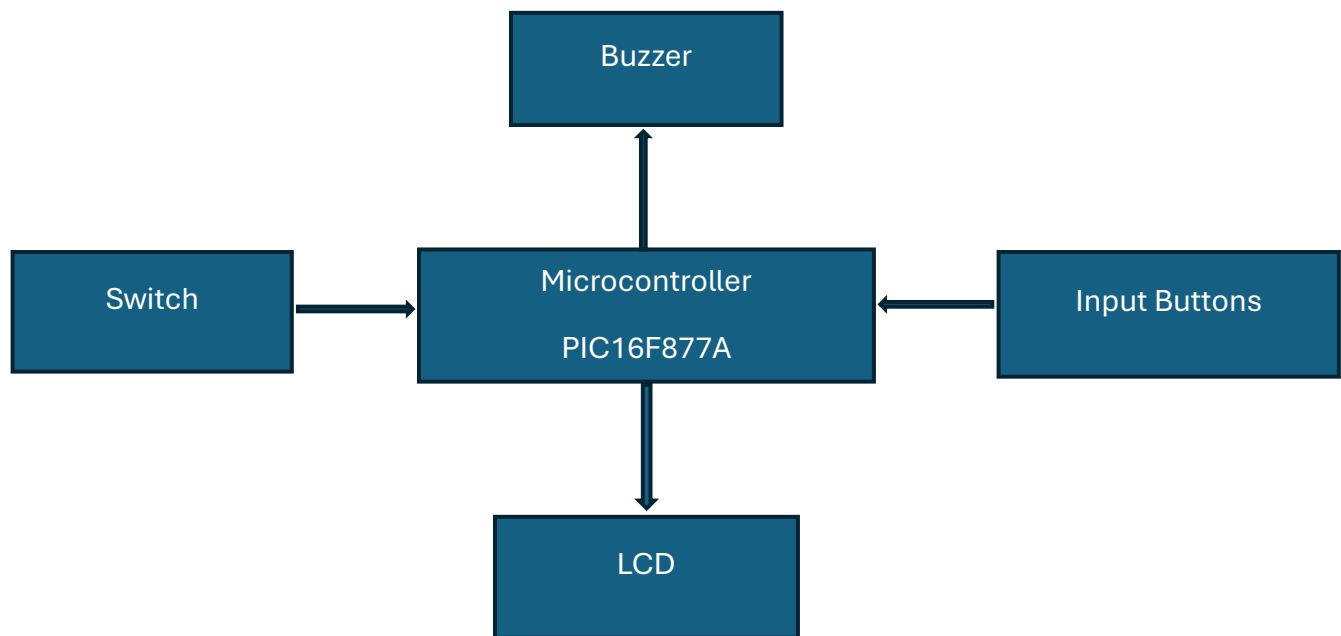 Buzzer
Switch
Microcontroller
PIC16F877A
Input Buttons
LCD